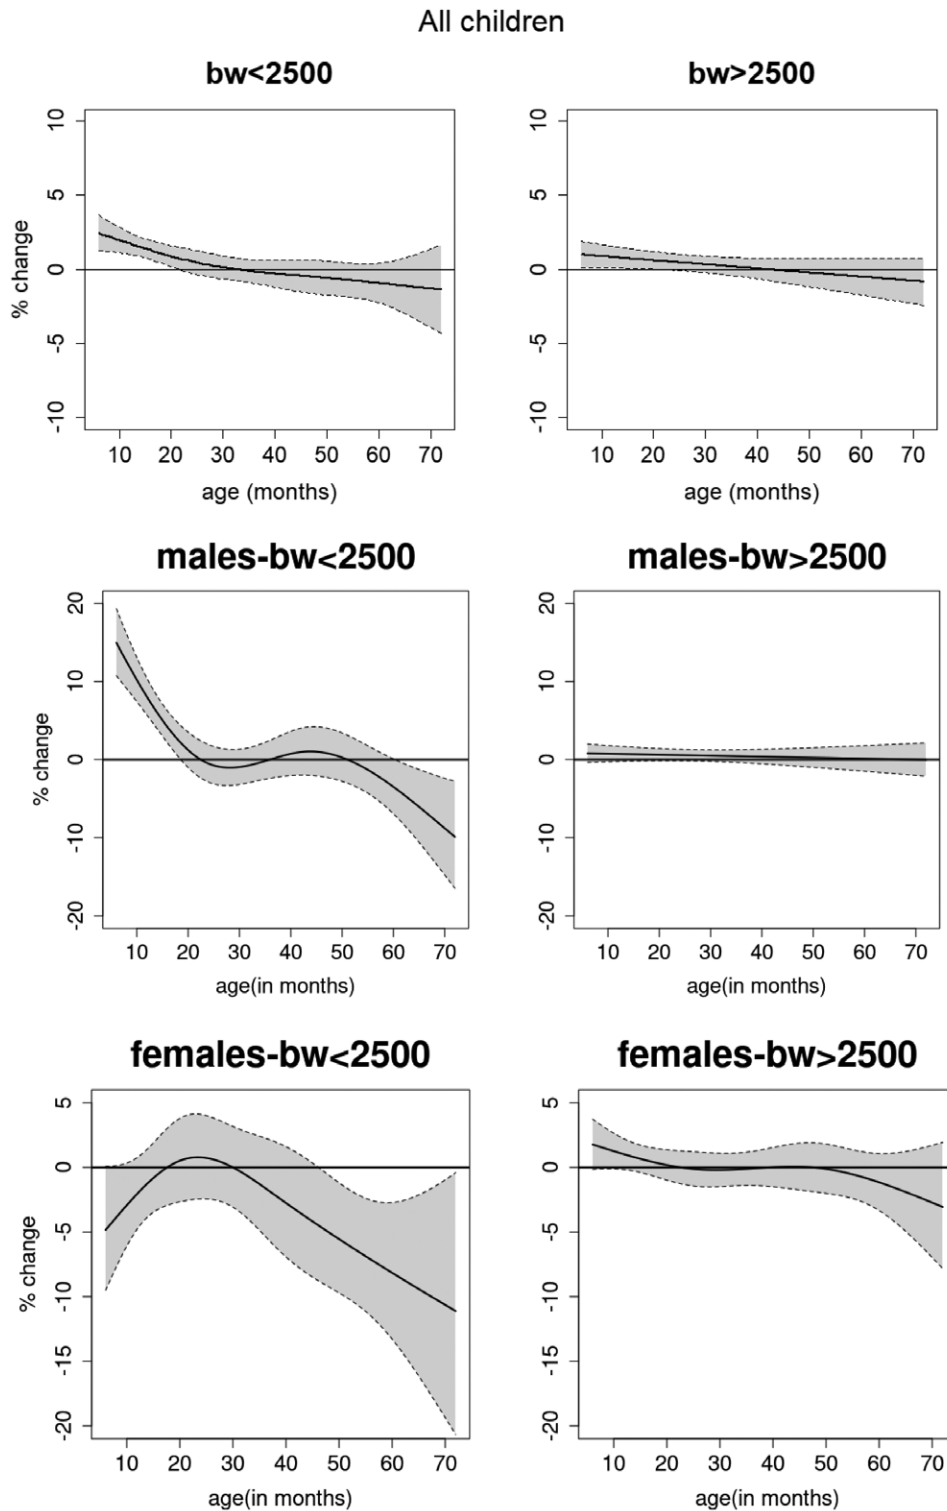 All children
bw<2500
bw>2500
10
5
0
-5
-10
% change
10 20 30 40 50 60 70
age (months)
10
5
0
-5
-10
10 20 30 40 50 60 70
age (months)
males-bw<2500
males-bw>2500
20
10
0
-10
-20
% change
10 20 30 40 50 60 70
age(in months)
20
10
0
-10
-20
10 20 30 40 50 60 70
age(in months)
females-bw<2500
females-bw>2500
5
0
-5
-10
-15
-20
% change
10 20 30 40 50 60 70
age(in months)
5
0
-5
-10
-15
-20
10 20 30 40 50 60 70
age(in months)